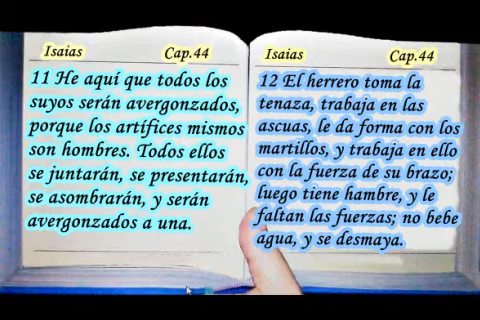 Isaias Cap.44
11 He aquí que todos los
suyos serán avergonzados,
porque los artífices mismos
son hombres. Todos ellos
se juntarán, se presentarán,
se asombrarán, y serán
avergonzados a una.
Isaias Cap.44
12 El herrero toma la
tenaza, trabaja en las
ascuas, le da forma con los
martillos, y trabaja en ello
con la fuerza de su brazo;
luego tiene hambre, y le
faltan las fuerzas; no bebe
agua, y se desmaya.